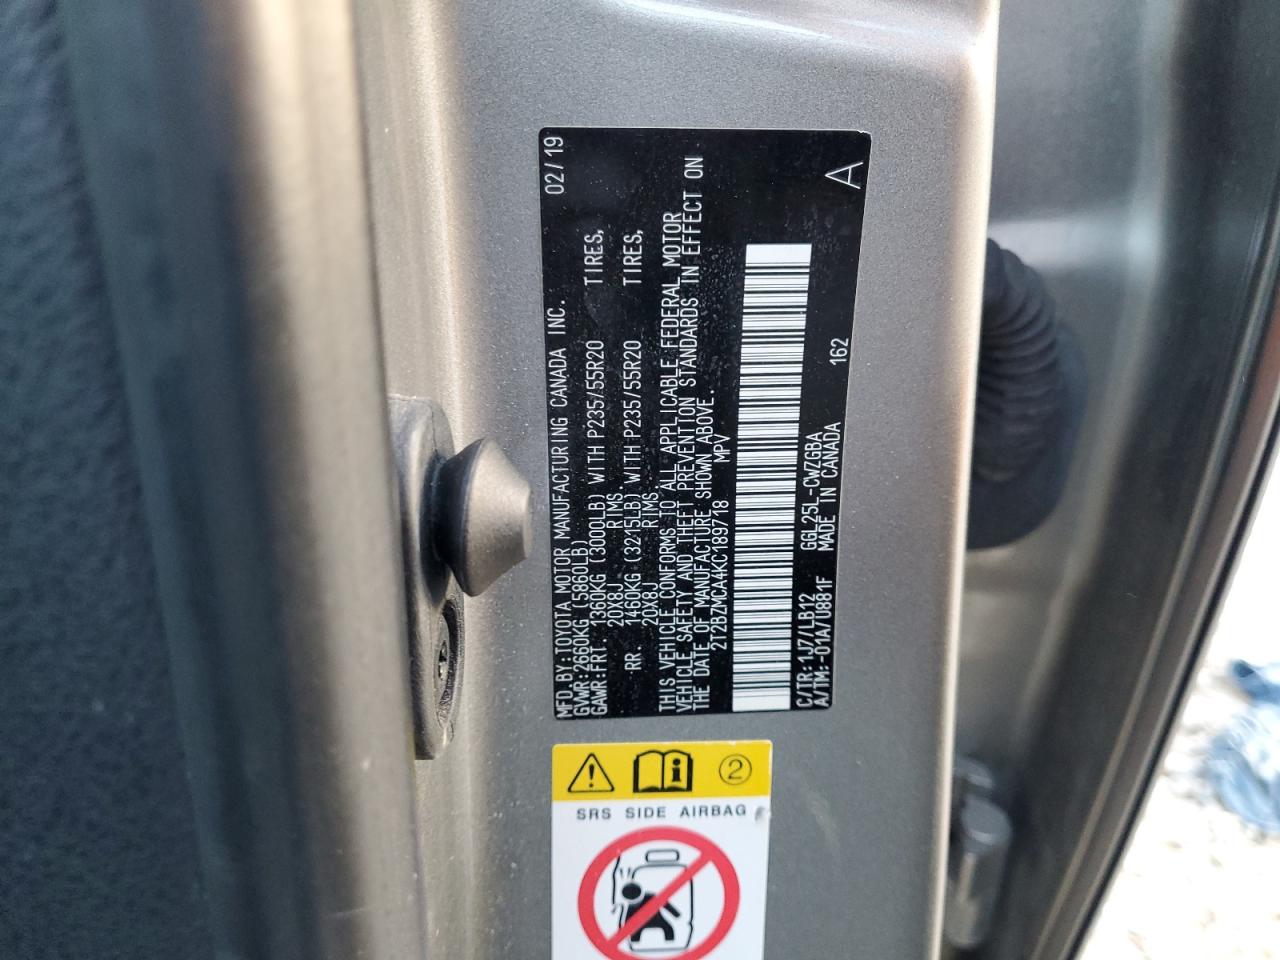 MFD.BY:TOYOTA MOTOR MANUFACTURING CANADA INC. 02/19
GVWR:2660KG (5860LB)
GAWR:FRT. 1360KG (3000LB) WITH P235/55R20 TIRES,
20X8J RIMS
RR. 1460KG (3215LB) WITH P235/55R20 TIRES,
20X8J RIMS
THIS VEHICLE CONFORMS TO ALL APPLICABLE FEDERAL MOTOR
VEHICLE SAFETY AND THEFT PREVENTION STANDARDS IN EFFECT ON
THE DATE OF MANUFACTURE SHOWN ABOVE.
2T2BZMCA4KC189718 MPV
C/TR:1J7/LB12 GGL25L-CWZGBA 162 A
A/TM:-01A/U881F MADE IN CANADA
2
SRS SIDE AIRBAG